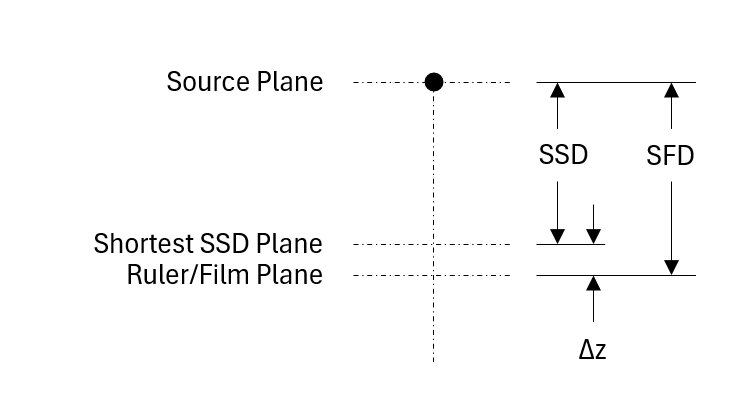 Source Plane
SSD
SFD
Shortest SSD Plane
Ruler/Film Plane
Δz